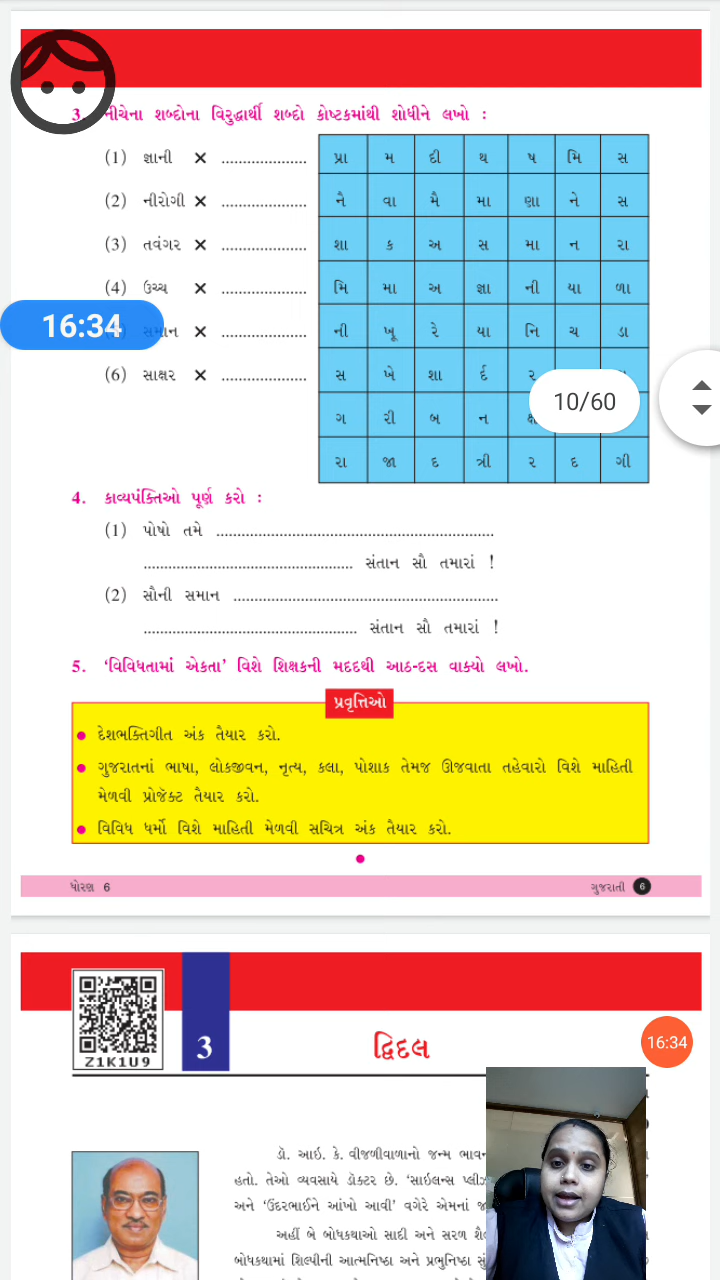 3. નીચેના શબ્દોના વિરુદ્ધાર્થી શબ્દો કોષ્ટકમાંથી શોધીને લખો :
(1) જ્ઞાની × ....................
(2) નીરોગી × ....................
(3) તવંગર × ....................
(4) ઉચ્ચ × ....................
સમાન × ....................
(6) સાક્ષર × ....................
પ્રા મ દી થ ષ મિ સ
નૈ વા મૈ મા ણા ને સ
શા ક અ સ મા ન રા
મિ મા અ જ્ઞા ની યા ળા
ની ખૂ રે યા નિ ચ ડા
સ ખે શા ર્દ ર
ગ રી બ ન ક્ષ
રા જા દ ત્રી ર દ ગી
16:34
10/60
4. કાવ્યપંક્તિઓ પૂર્ણ કરો :
(1) પોષો તમે ....................
.................... સંતાન સૌ તમારાં !
(2) સૌની સમાન ....................
.................... સંતાન સૌ તમારાં !
5. ‘વિવિધતામાં એકતા’ વિશે શિક્ષકની મદદથી આઠ-દસ વાક્યો લખો.
પ્રવૃત્તિઓ
● દેશભક્તિગીત અંક તૈયાર કરો.
● ગુજરાતનાં ભાષા, લોકજીવન, નૃત્ય, કલા, પોશાક તેમજ ઊજવાતા તહેવારો વિશે માહિતી
મેળવી પ્રોજેક્ટ તૈયાર કરો.
● વિવિધ ધર્મો વિશે માહિતી મેળવી સચિત્ર અંક તૈયાર કરો.
ધોરણ 6
ગુજરાતી 6
Z1K1U9
3
દ્વિદલ
16:34
ડૉ. આઇ. કે. વીજળીવાળાનો જન્મ
હતો. તેઓ વ્યવસાયે ડૉક્ટર છે. ‘સાઇલન્સ
અને ‘ઉંદરભાઈને આંખો આવી’ વગેરે એમનાં
અહીં બે બોધકથાઓ સાદી અને સરળ
બોધકથામાં શિલ્પીની આત્મનિષ્ઠા અને પ્રભુનિષ્ઠા